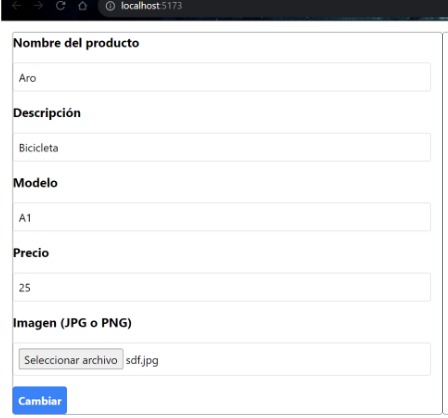 localhost:5173
Nombre del producto
Aro
Descripción
Bicicleta
Modelo
A1
Precio
25
Imagen (JPG o PNG)
Seleccionar archivo sdf.jpg
Cambiar